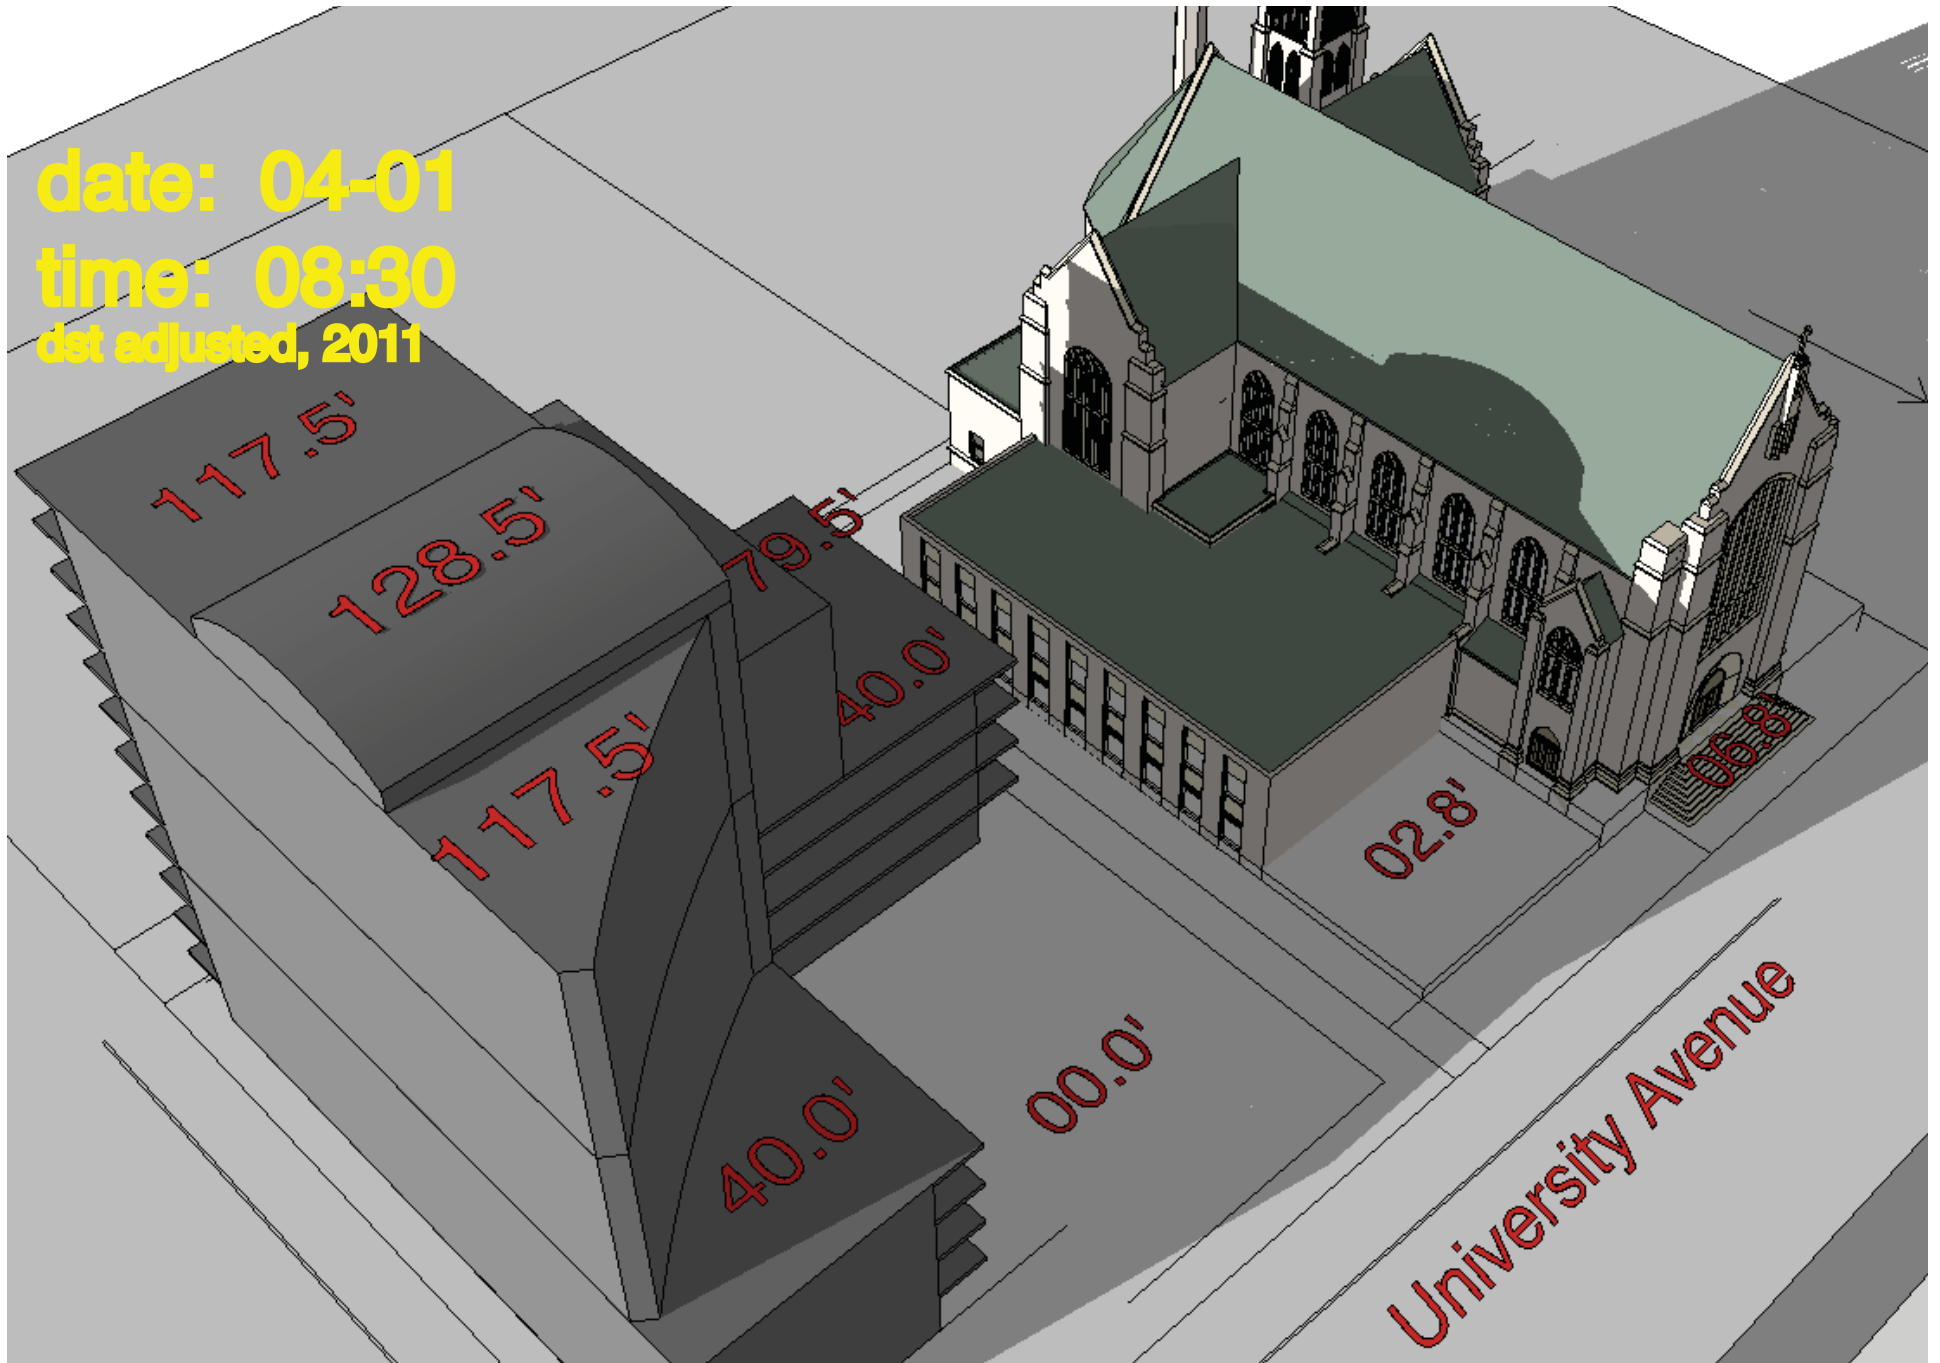 date: 04-01
time: 08:30
dst adjusted, 2011
117.5'
128.5'
79.5'
40.0'
117.5'
06.8'
02.8'
00.0'
40.0'
University Avenue